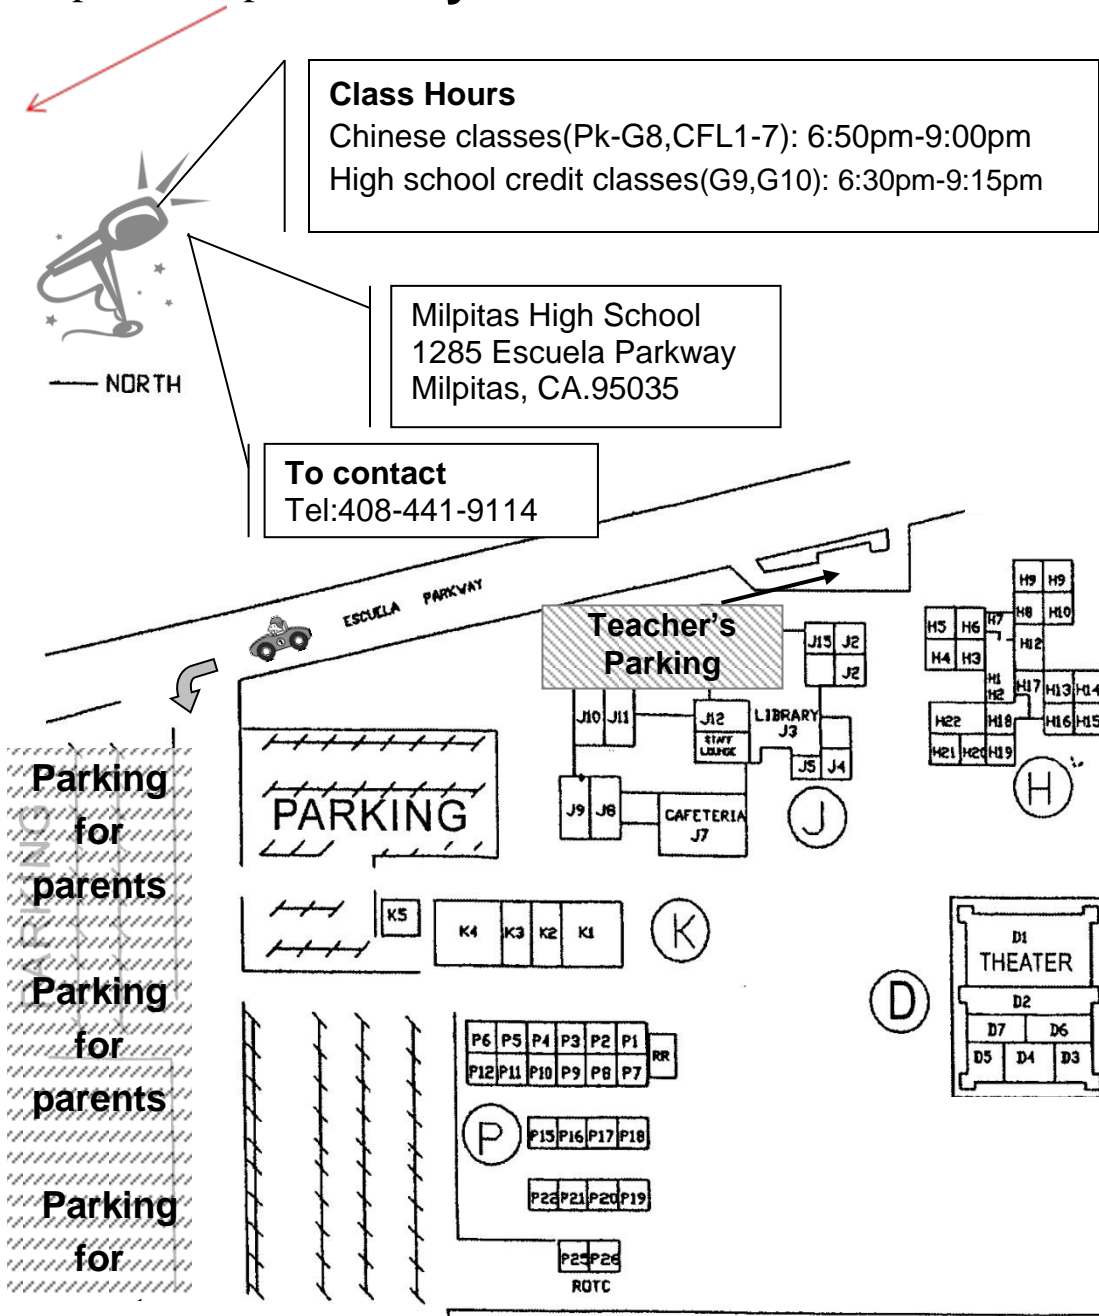 Class Hours
Chinese classes(Pk-G8,CFL1-7): 6:50pm-9:00pm
High school credit classes(G9,G10): 6:30pm-9:15pm
Milpitas High School
1285 Escuela Parkway
Milpitas, CA.95035
NORTH
To contact
Tel:408-441-9114
ESCUELA PARKWAY
Teacher's
Parking
H9 H9
H8 H10
H5 H6 H7
H12
H4 H3
H1
H2
H17 H13 H14
H22 H18 H16 H15
H21 H20 H19
H
J15 J2
J2
J10 J11
J12
STAFF
LOUNGE
LIBRARY
J3
J5 J4
J9 J8
CAFETERIA
J7
J
PARKING
Parking
for
parents
PARKING
Parking
for
parents
Parking
for
K5
K4 K3 K2 K1
K
D1
THEATER
D2
D7 D6
D5 D4 D3
D
P6 P5 P4 P3 P2 P1
RR
P12 P11 P10 P9 P8 P7
P
P15 P16 P17 P18
P22 P21 P20 P19
P25 P26
ROTC